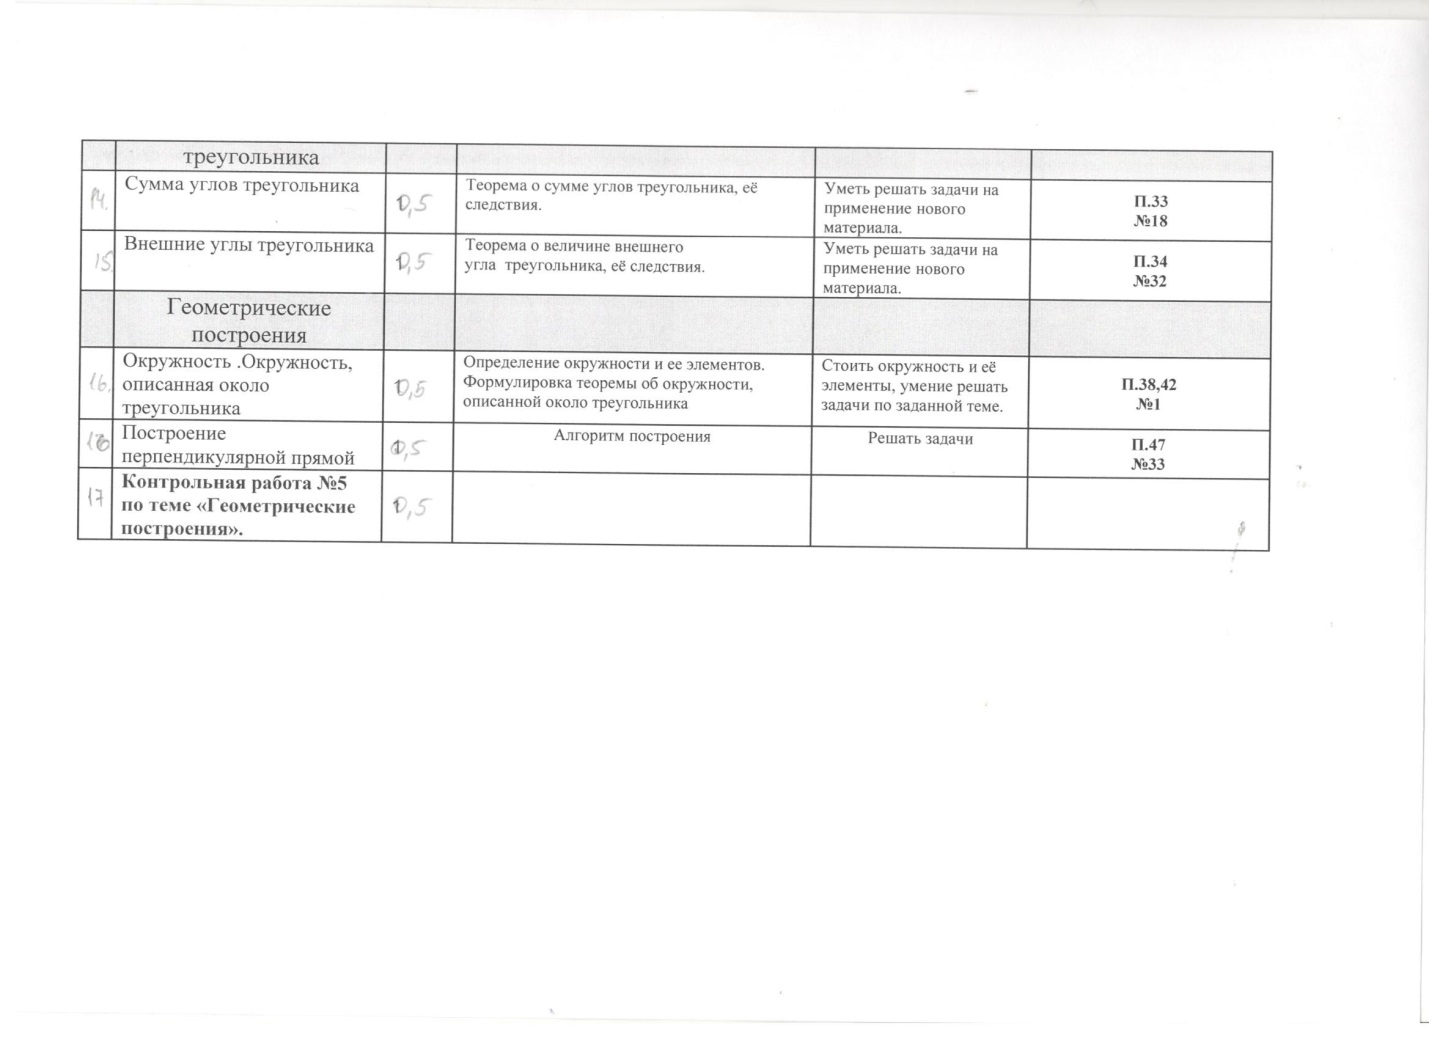 треугольника
14.
Сумма углов треугольника
0,5
Теорема о сумме углов треугольника, её
следствия.
Уметь решать задачи на
применение нового
материала.
П.33
№18
15.
Внешние углы треугольника
0,5
Теорема о величине внешнего
угла треугольника, её следствия.
Уметь решать задачи на
применение нового
материала.
П.34
№32
Геометрические
построения
16.
Окружность .Окружность,
описанная около
треугольника
0,5
Определение окружности и ее элементов.
Формулировка теоремы об окружности,
описанной около треугольника
Стоить окружность и её
элементы, умение решать
задачи по заданной теме.
П.38,42
№1
Построение
перпендикулярной прямой
0,5
Алгоритм построения
Решать задачи
П.47
№33
17
Контрольная работа №5
по теме «Геометрические
построения».
0,5